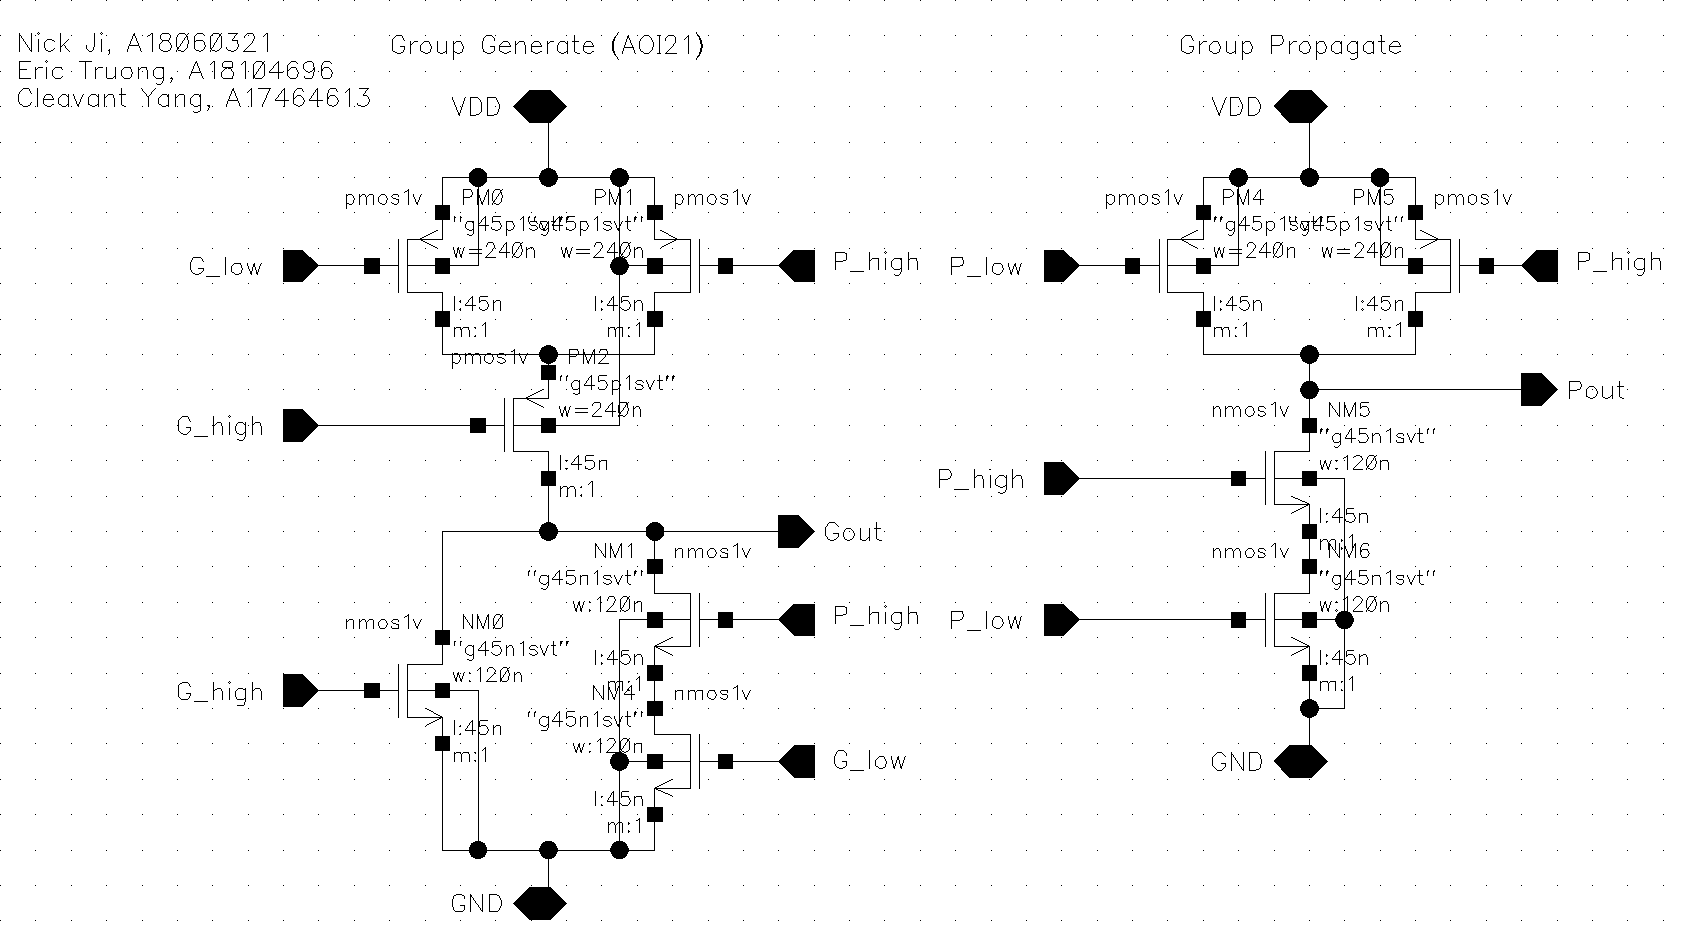 Nick Ji, A18060321
Eric Truong, A18104696
Cleavant Yang, A17464613
Group Generate (AOI21)
VDD
pmos1v PM0
"g45p1svt"
w=240n
l:45n
m:1
G_low
PM1 pmos1v
"g45p1svt"
w=240n
l:45n
m:1
P_high
pmos1v PM2
"g45p1svt"
w=240n
l:45n
m:1
G_high
Gout
nmos1v NM0
"g45n1svt"
w:120n
l:45n
m:1
G_high
NM1 nmos1v
"g45n1svt"
w:120n
l:45n
m:1
P_high
NM4 nmos1v
"g45n1svt"
w:120n
l:45n
m:1
G_low
GND
Group Propagate
VDD
pmos1v PM4
"g45p1svt"
w=240n
l:45n
m:1
P_low
PM5 pmos1v
"g45p1svt"
w=240n
l:45n
m:1
P_high
Pout
nmos1v NM5
"g45n1svt"
w:120n
l:45n
m:1
P_high
nmos1v NM6
"g45n1svt"
w:120n
l:45n
m:1
P_low
GND